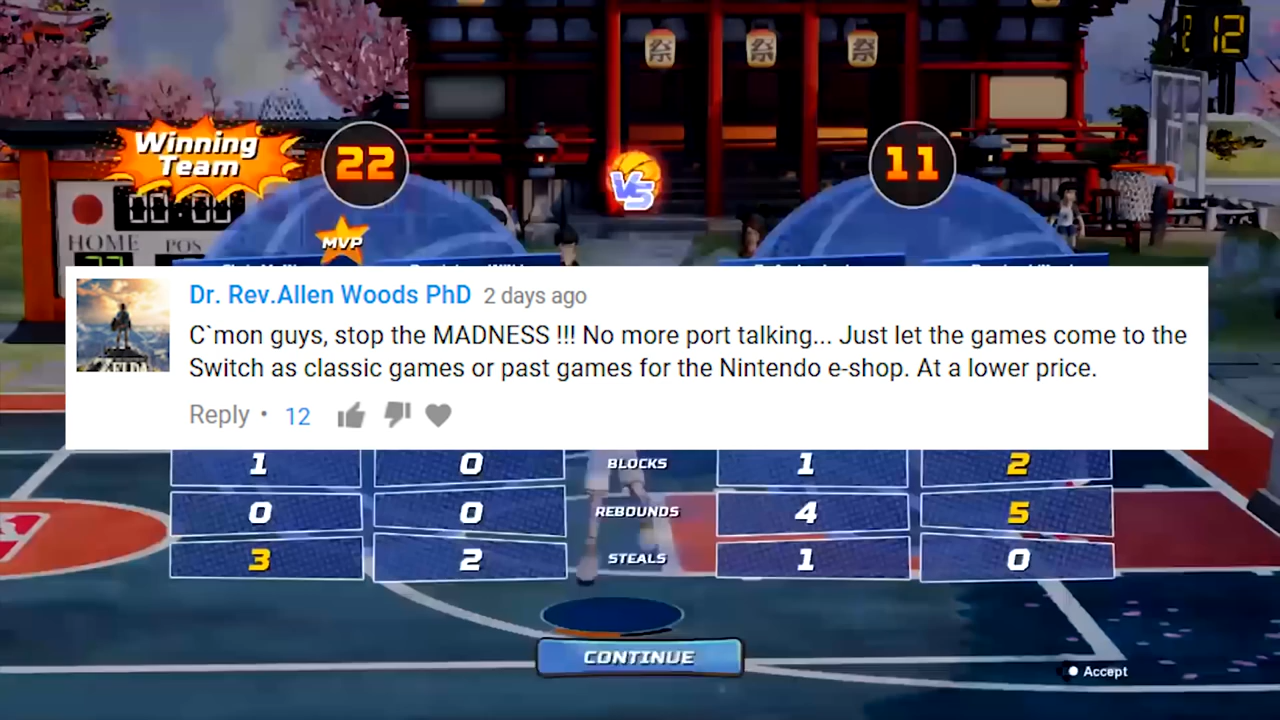 祭 祭 祭
12
Winning
Team
22
VS
11
00:00
HOME
POS
MVP
Dr. Rev.Allen Woods PhD 2 days ago
C`mon guys, stop the MADNESS !!! No more port talking... Just let the games come to the
Switch as classic games or past games for the Nintendo e-shop. At a lower price.
Reply • 12
1 0 BLOCKS 1 2
0 0 REBOUNDS 4 5
3 2 STEALS 1 0
CONTINUE
Accept